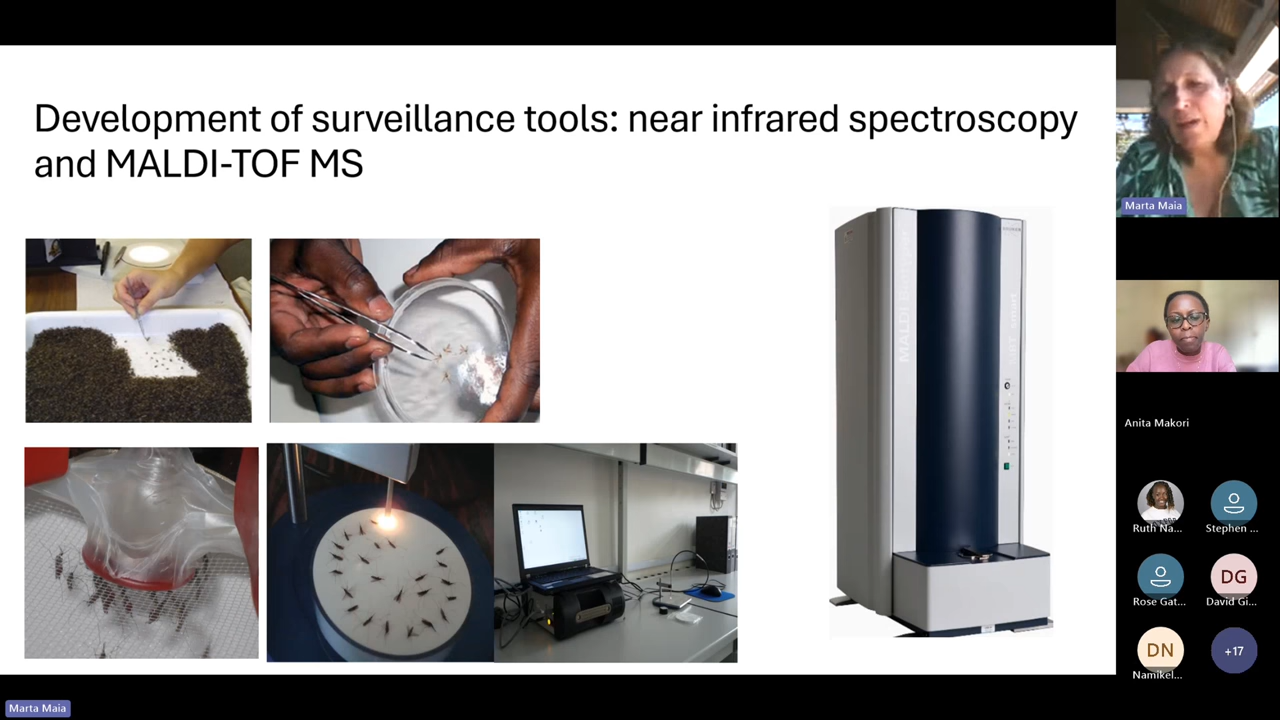 Development of surveillance tools: near infrared spectroscopy
and MALDI-TOF MS
Marta Maia
Anita Makori
Ruth Na...
Stephen ...
Rose Gat...
DG
David Gi...
DN
Namikel...
+17
Marta Maia